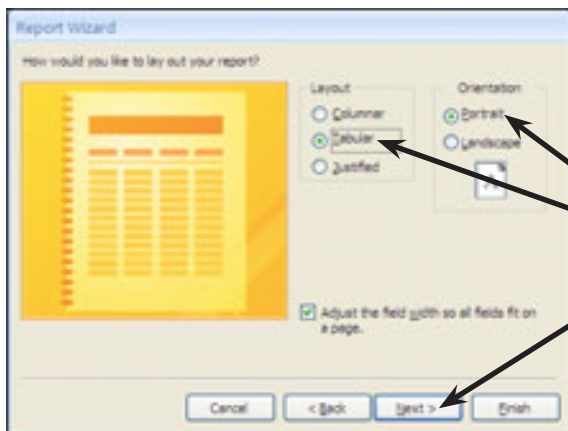 Report Wizard
How would you like to lay out your report?
Layout
Columnar
Tabular
Justified
Orientation
Portrait
Landscape
A
Adjust the field width so all fields fit on
a page.
Cancel
< Back
Next >
Finish